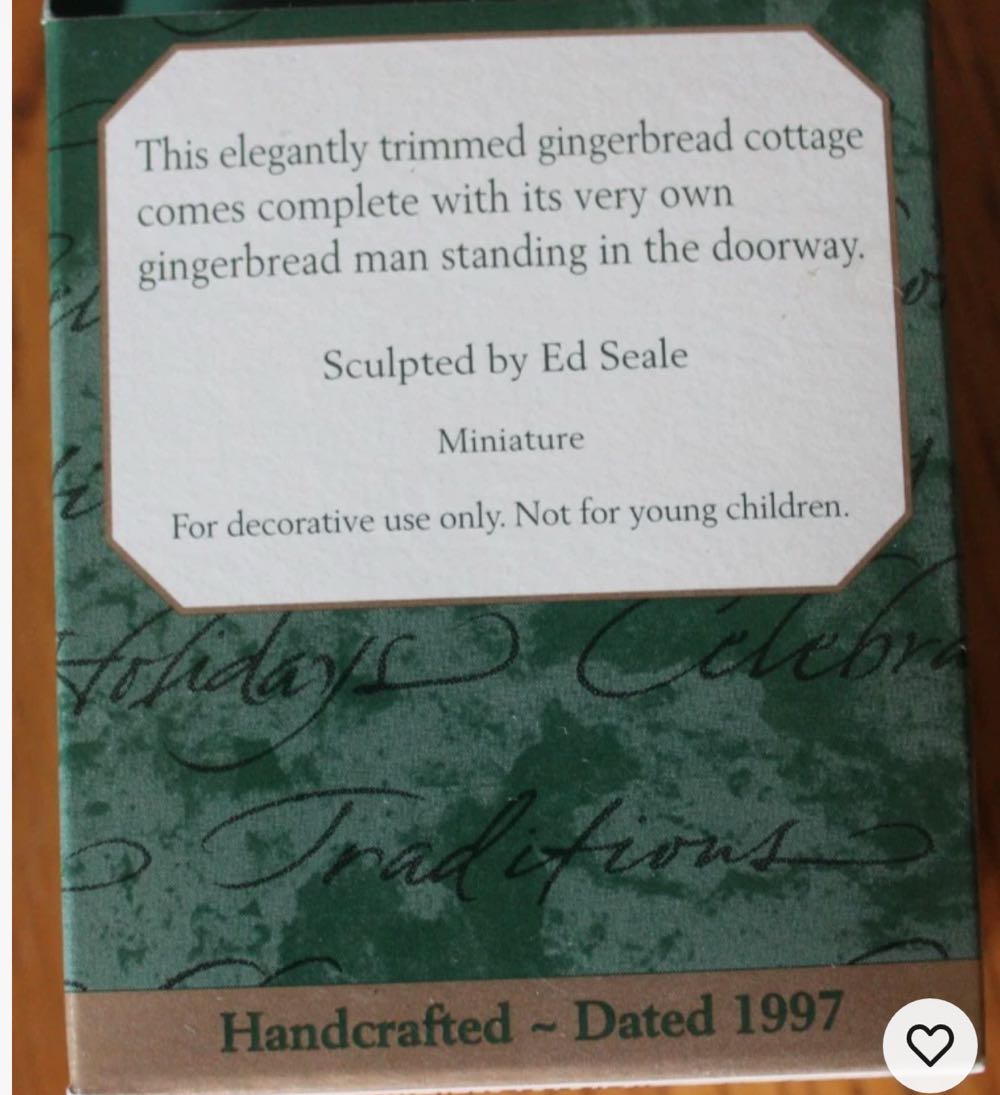 This elegantly trimmed gingerbread cottage
comes complete with its very own
gingerbread man standing in the doorway.
Sculpted by Ed Seale
Miniature
For decorative use only. Not for young children.
Holidays Celebra
Traditions
Handcrafted ~ Dated 1997